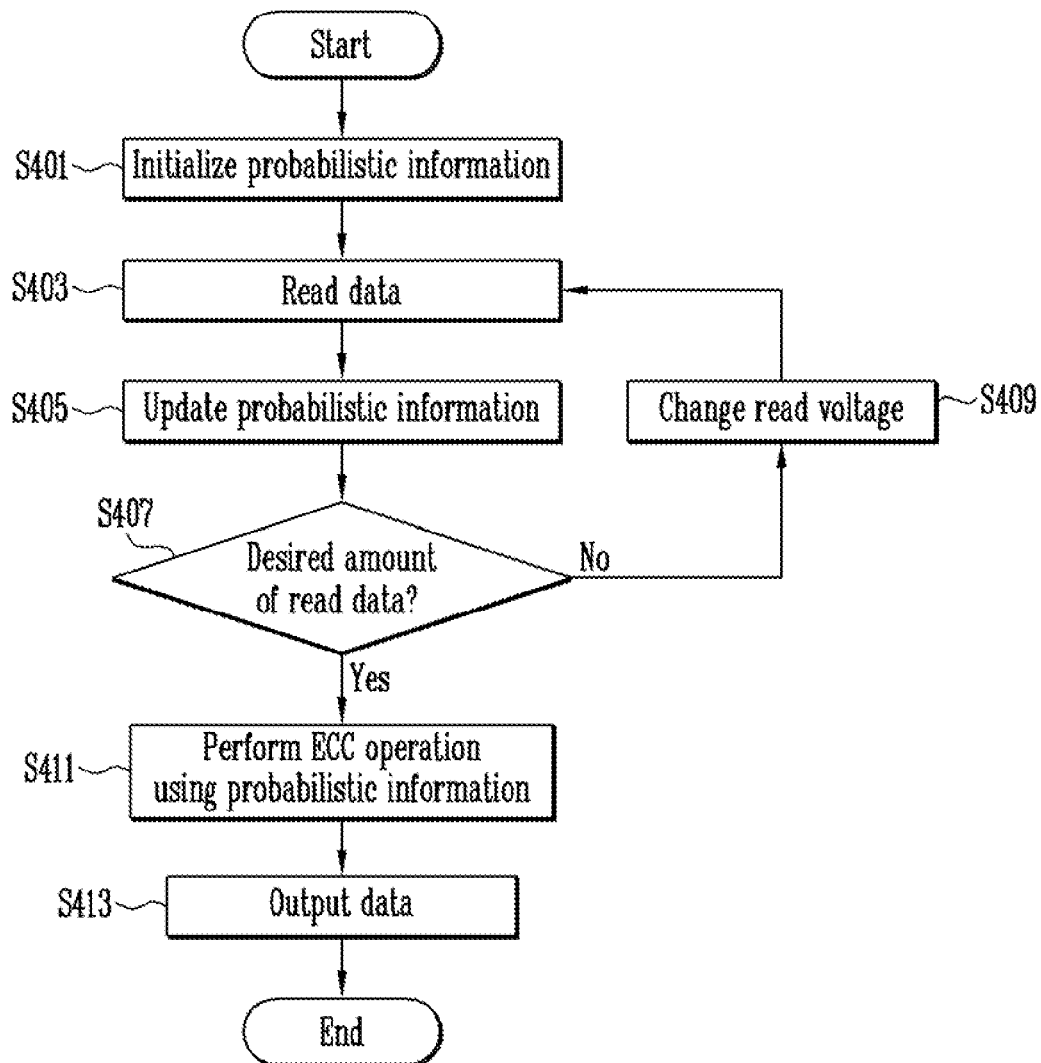 Start
S401
Initialize probabilistic information
S403
Read data
S405
Update probabilistic information
Change read voltage
S409
S407
Desired amount
of read data?
No
Yes
S411
Perform ECC operation
using probabilistic information
S413
Output data
End